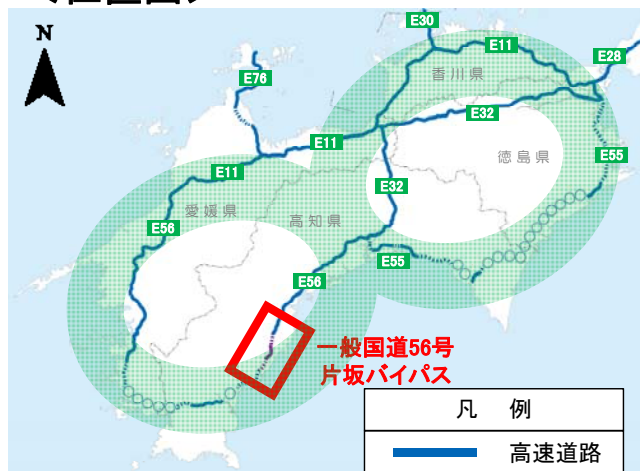 N
E30
E11
E28
香川県
E76
E32
E11
徳島県
E55
E11
E32
愛媛県
高知県
E56
E55
E56
一般国道56号
片坂バイパス
凡 例
高速道路